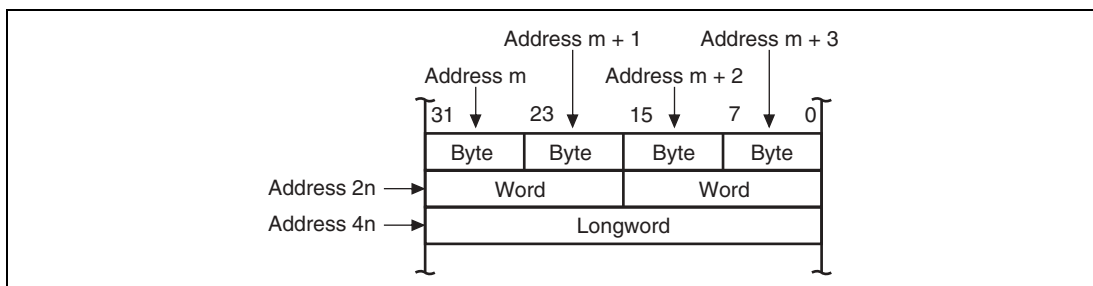 Address m + 1 Address m + 3
Address m Address m + 2
31 23 15 7 0
Byte Byte Byte Byte
Address 2n Word Word
Address 4n Longword